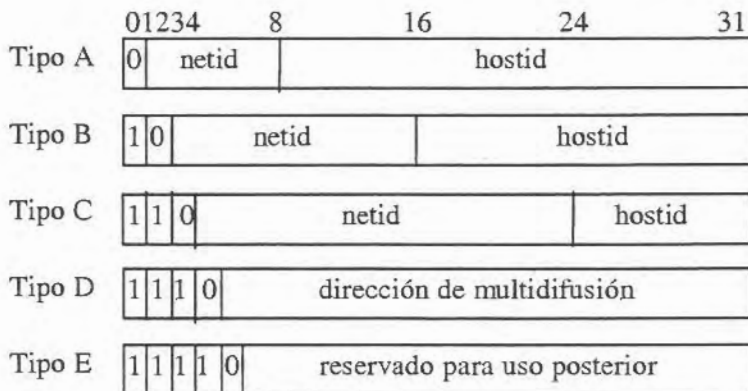 01234 8 16 24 31
Tipo A 0 netid hostid
Tipo B 1 0 netid hostid
Tipo C 1 1 0 netid hostid
Tipo D 1 1 1 0 dirección de multidifusión
Tipo E 1 1 1 1 0 reservado para uso posterior